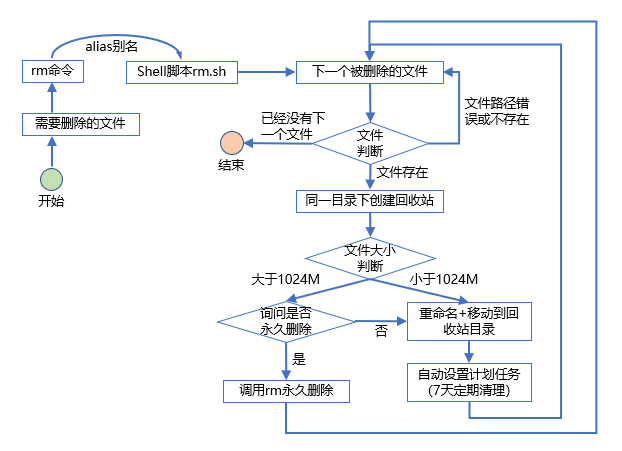 alias别名
rm命令
Shell脚本rm.sh
下一个被删除的文件
需要删除的文件
已经没有下
一个文件
文件
判断
文件路径错
误或不存在
结束
开始
文件存在
同一目录下创建回收站
文件大小
判断
大于1024M
小于1024M
询问是否
永久删除
否
重命名+移动到回
收站目录
是
调用rm永久删除
自动设置计划任务
(7天定期清理)